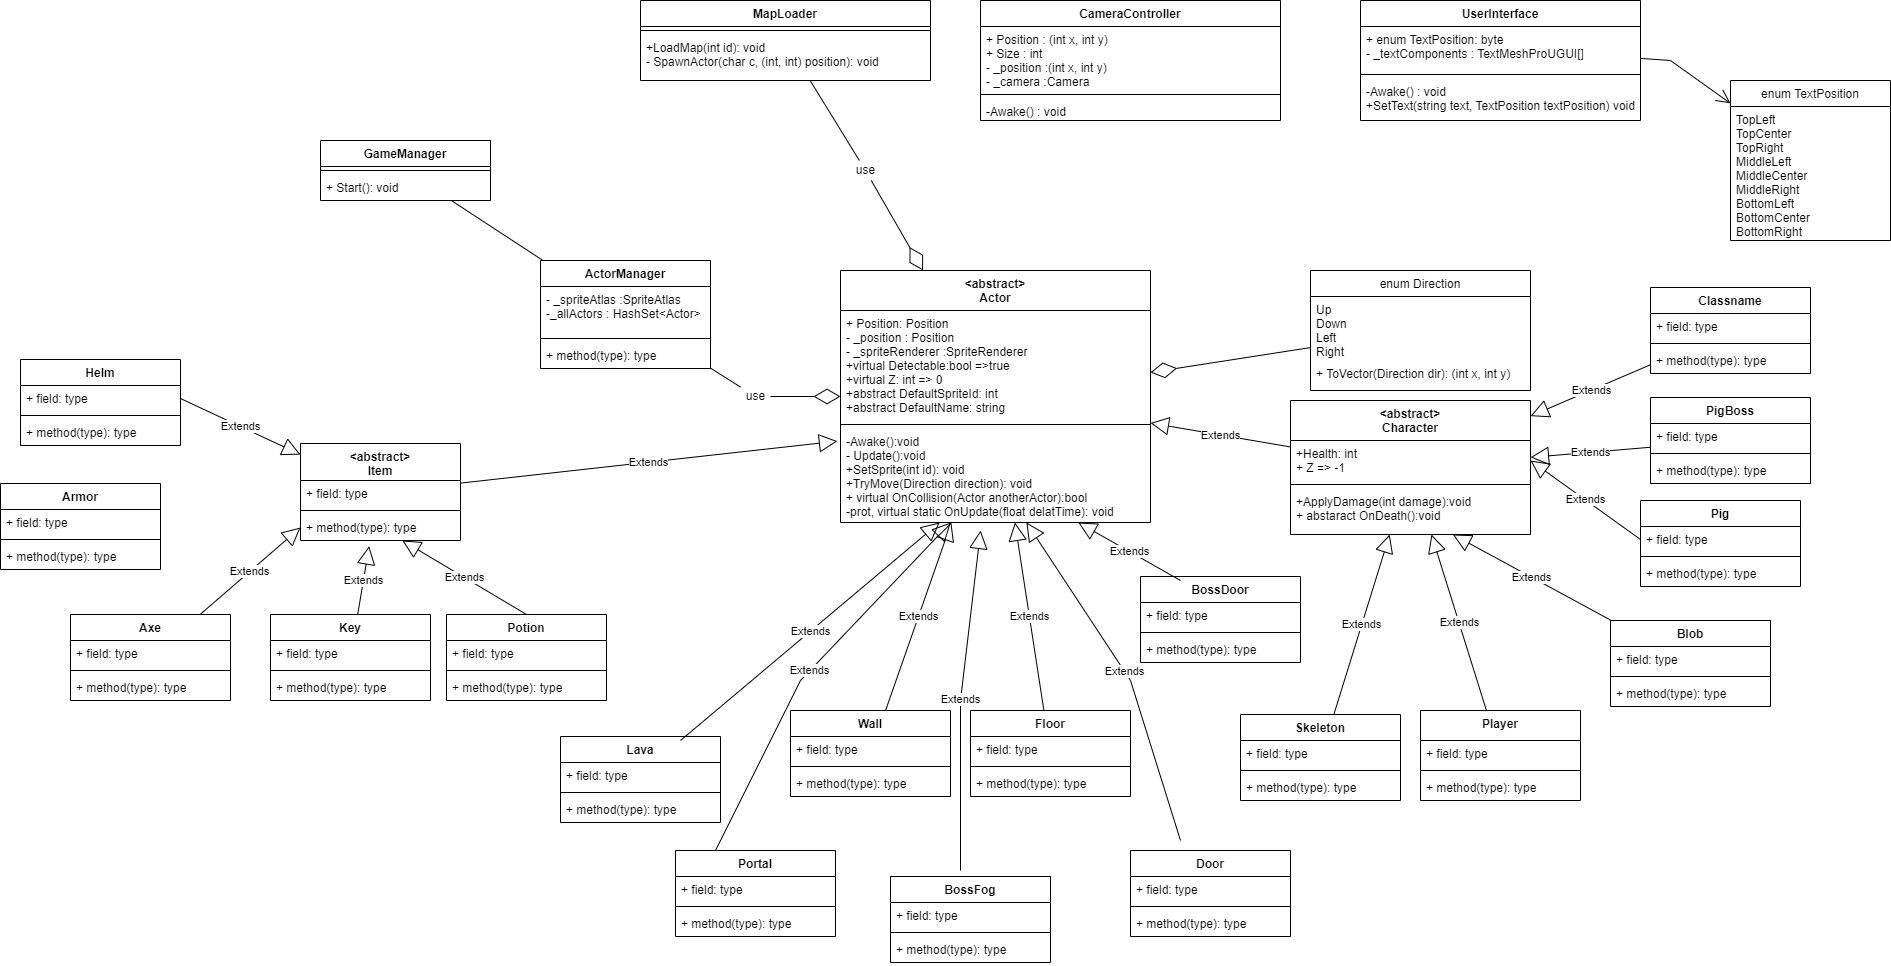 MapLoader
+LoadMap(int id): void
- SpawnActor(char c, (int, int) position): void
CameraController
+ Position : (int x, int y)
+ Size : int
- _position :(int x, int y)
- _camera :Camera
-Awake() : void
UserInterface
+ enum TextPosition: byte
- _textComponents : TextMeshProUGUI[]
-Awake() : void
+SetText(string text, TextPosition textPosition) void
enum TextPosition
TopLeft
TopCenter
TopRight
MiddleLeft
MiddleCenter
MiddleRight
BottomLeft
BottomCenter
BottomRight
GameManager
+ Start(): void
use
ActorManager
- _spriteAtlas :SpriteAtlas
-_allActors : HashSet<Actor>
+ method(type): type
use
<abstract>
Actor
+ Position: Position
- _position : Position
- _spriteRenderer :SpriteRenderer
+virtual Detectable:bool =>true
+virtual Z: int => 0
+abstract DefaultSpriteId: int
+abstract DefaultName: string
-Awake():void
- Update():void
+SetSprite(int id): void
+TryMove(Direction direction): void
+ virtual OnCollision(Actor anotherActor):bool
-prot, virtual static OnUpdate(float delatTime): void
enum Direction
Up
Down
Left
Right
+ ToVector(Direction dir): (int x, int y)
Classname
+ field: type
+ method(type): type
Extends
<abstract>
Character
+Health: int
+ Z => -1
+ApplyDamage(int damage):void
+ abstaract OnDeath():void
Extends
PigBoss
+ field: type
+ method(type): type
Extends
Pig
+ field: type
+ method(type): type
Extends
Helm
+ field: type
+ method(type): type
Extends
<abstract>
Item
+ field: type
+ method(type): type
Extends
Armor
+ field: type
+ method(type): type
Extends
Extends
Extends
Axe
+ field: type
+ method(type): type
Key
+ field: type
+ method(type): type
Potion
+ field: type
+ method(type): type
Extends
BossDoor
+ field: type
+ method(type): type
Extends
Extends
Extends
Extends
Extends
Extends
Extends
Extends
Extends
Blob
+ field: type
+ method(type): type
Lava
+ field: type
+ method(type): type
Wall
+ field: type
+ method(type): type
Floor
+ field: type
+ method(type): type
Skeleton
+ field: type
+ method(type): type
Player
+ field: type
+ method(type): type
Portal
+ field: type
+ method(type): type
BossFog
+ field: type
+ method(type): type
Door
+ field: type
+ method(type): type